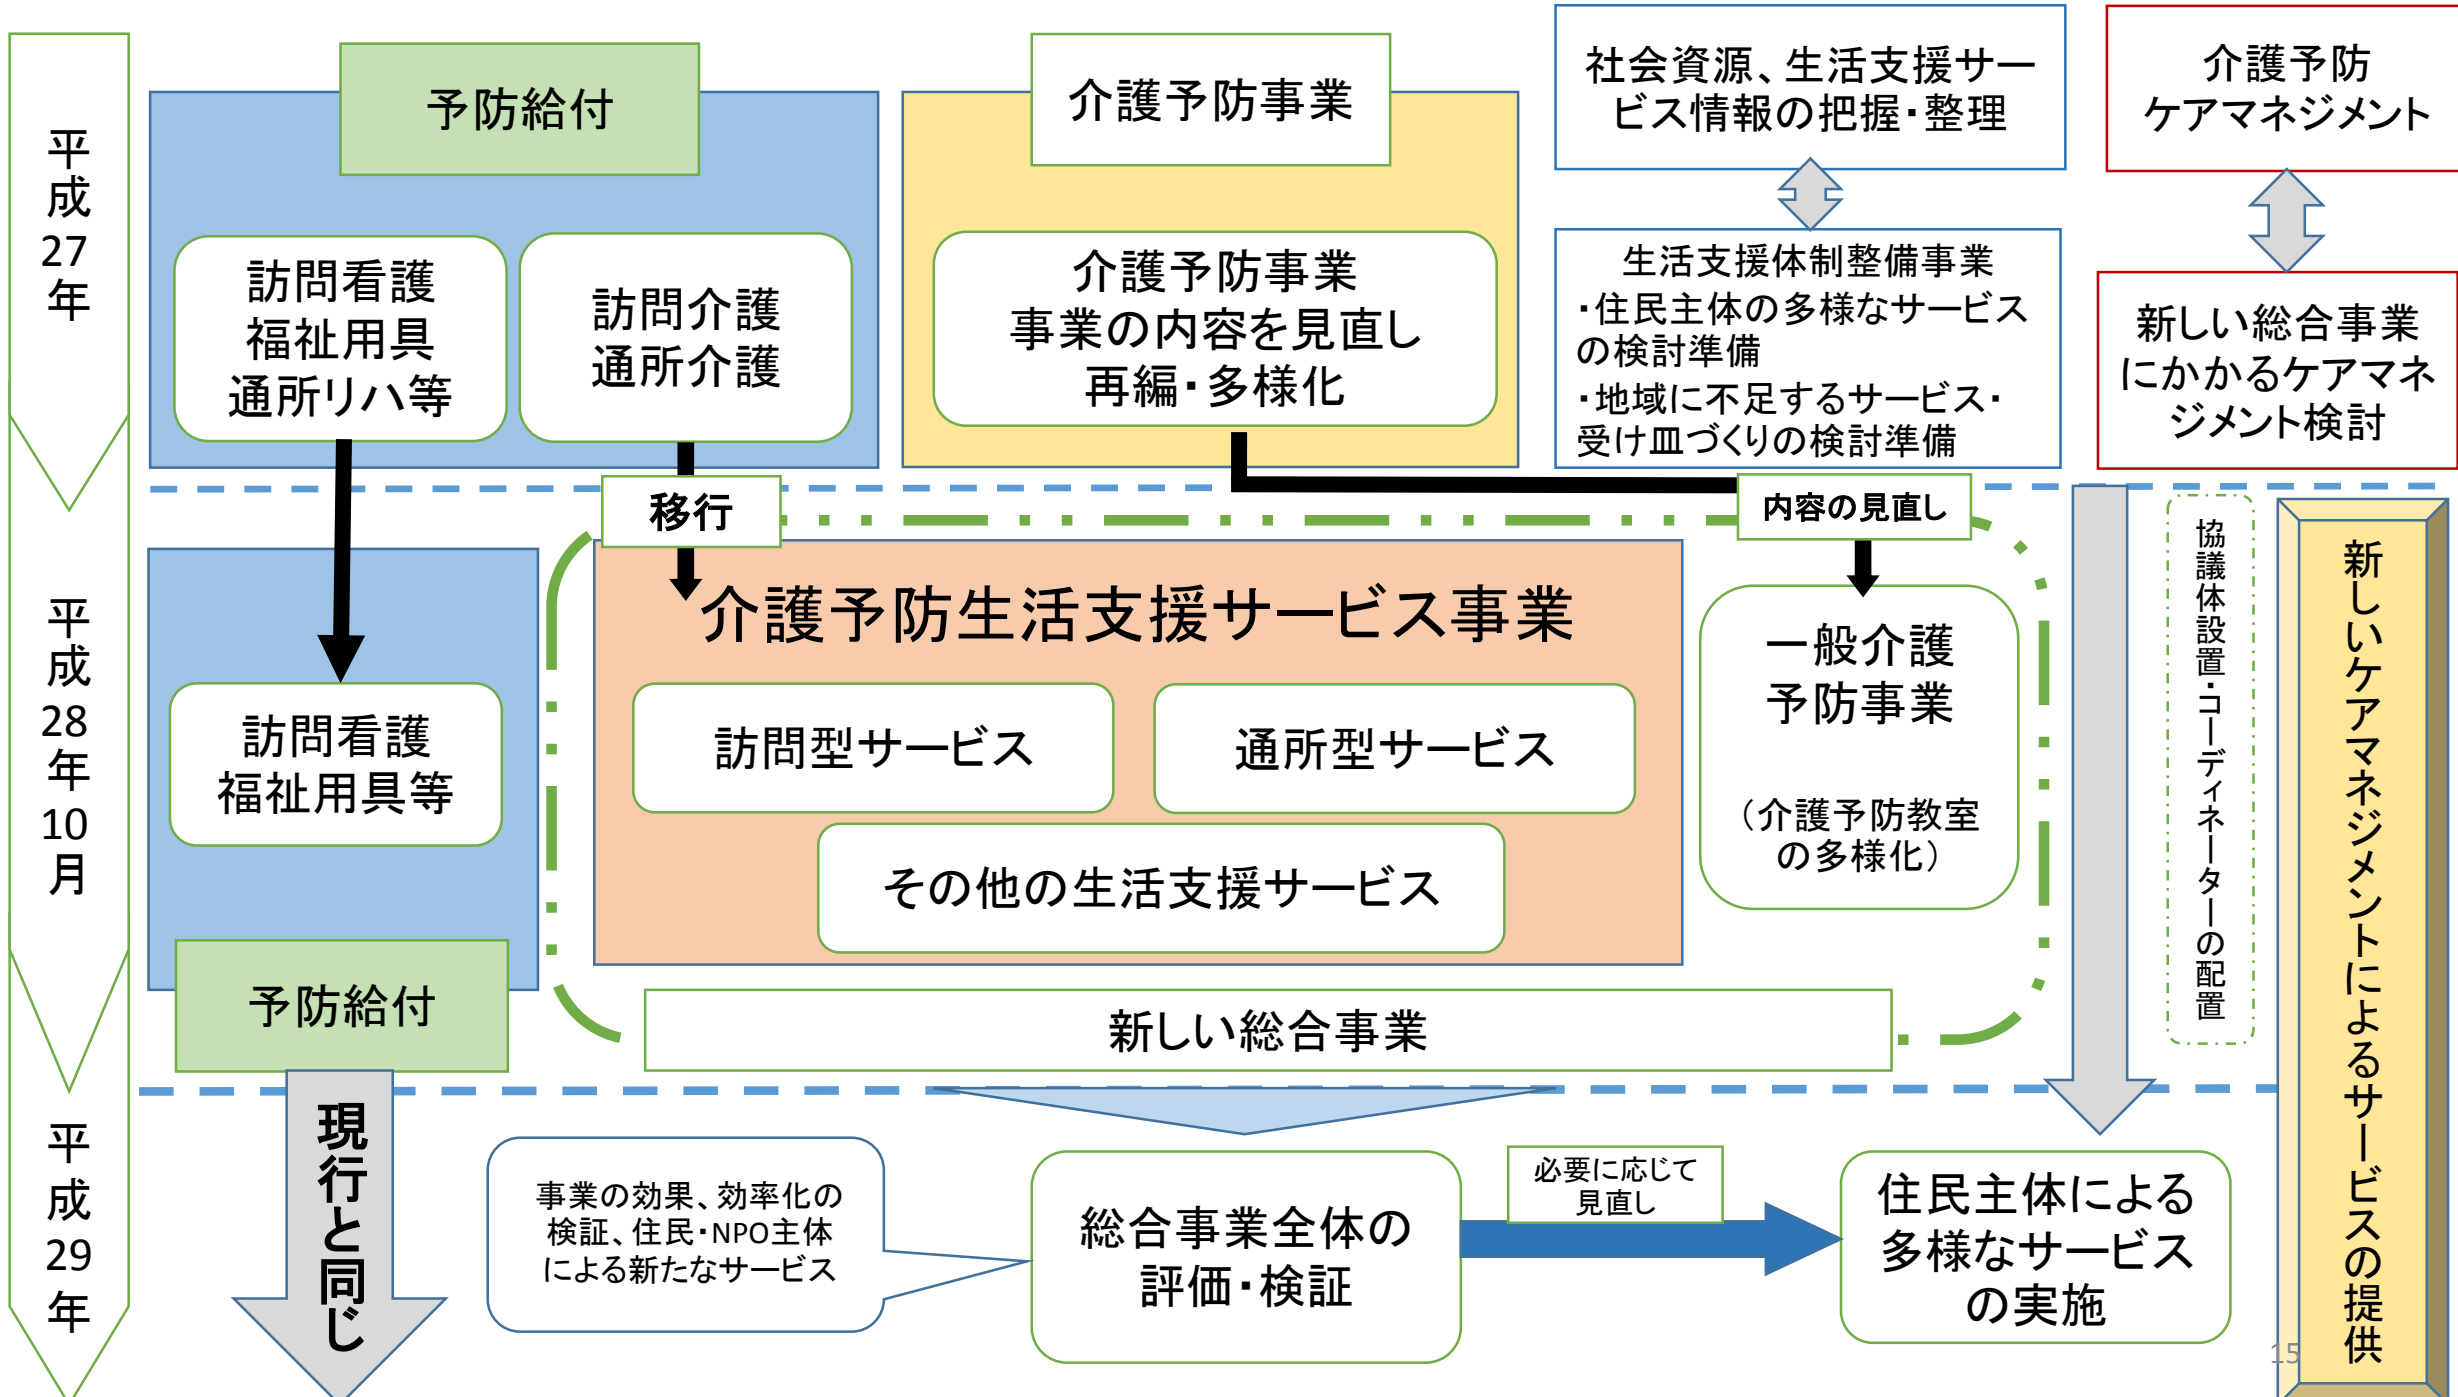 平成27年
予防給付
訪問看護
福祉用具
通所リハ等
訪問介護
通所介護
介護予防事業
介護予防事業
事業の内容を見直し
再編・多様化
社会資源、生活支援サー
ビス情報の把握・整理
生活支援体制整備事業
・住民主体の多様なサービス
の検討準備
・地域に不足するサービス・
受け皿づくりの検討準備
介護予防
ケアマネジメント
新しい総合事業
にかかるケアマネ
ジメント検討
移行
内容の見直し
平成28年10月
訪問看護
福祉用具等
予防給付
介護予防生活支援サービス事業
訪問型サービス
通所型サービス
その他の生活支援サービス
一般介護
予防事業
（介護予防教室
の多様化）
新しい総合事業
協議体設置・コーディネーターの配置
新しいケアマネジメントによるサービスの提供
平成29年
現行と同じ
事業の効果、効率化の
検証、住民・NPO主体
による新たなサービス
総合事業全体の
評価・検証
必要に応じて
見直し
住民主体による
多様なサービス
の実施
15